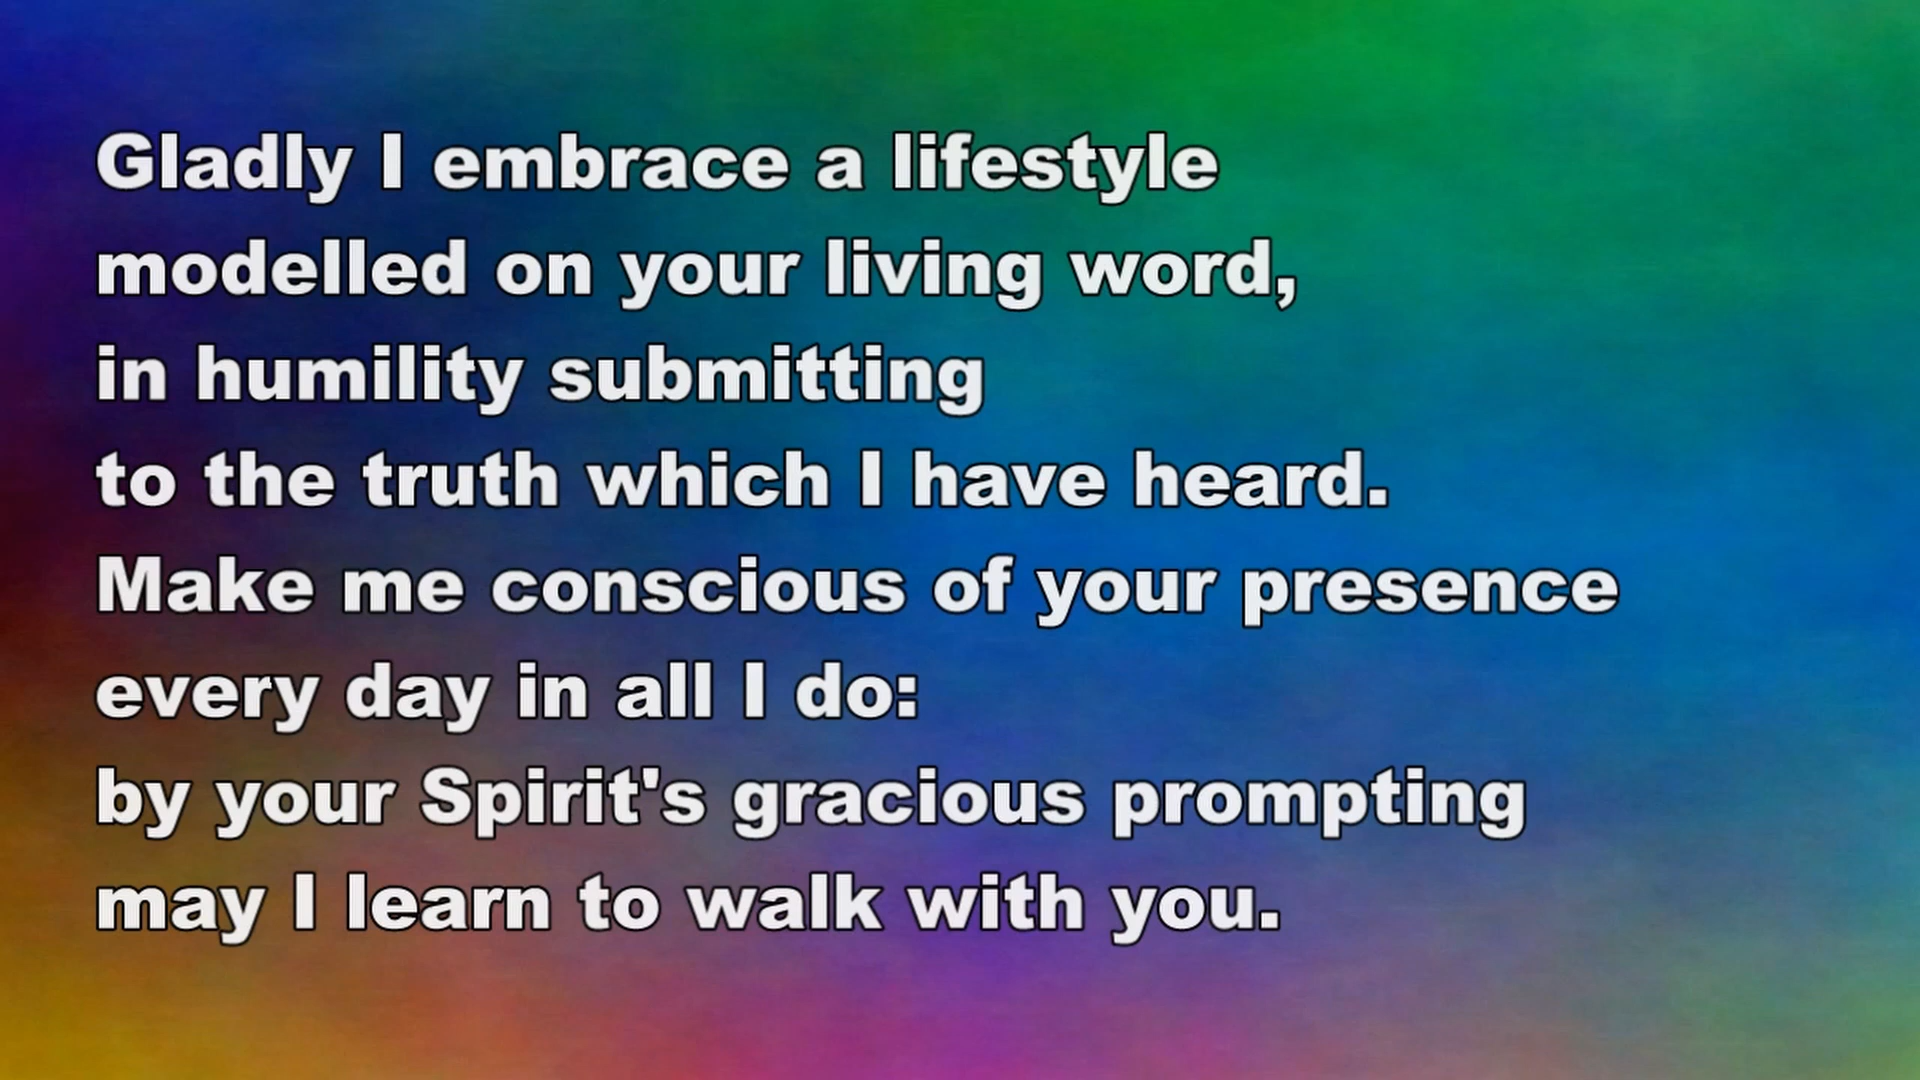 Gladly I embrace a lifestyle
modelled on your living word,
in humility submitting
to the truth which I have heard.
Make me conscious of your presence
every day in all I do:
by your Spirit's gracious prompting
may I learn to walk with you.